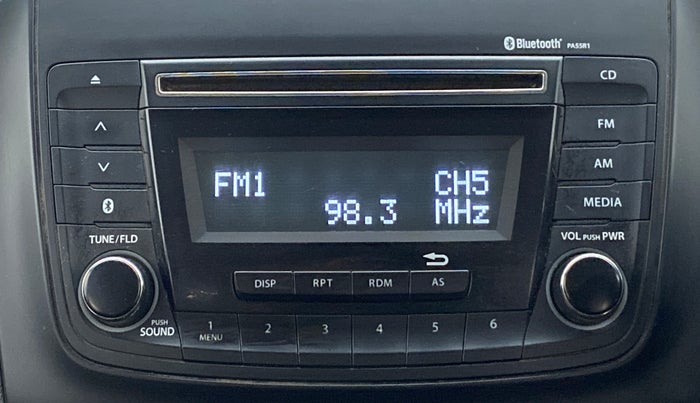 Bluetooth PA55R1
CD
FM
AM
MEDIA
FM1 CH5
98.3 MHz
TUNE/FLD
VOL PUSH PWR
DISP RPT RDM AS
PUSH
SOUND
1 2 3 4 5 6
MENU